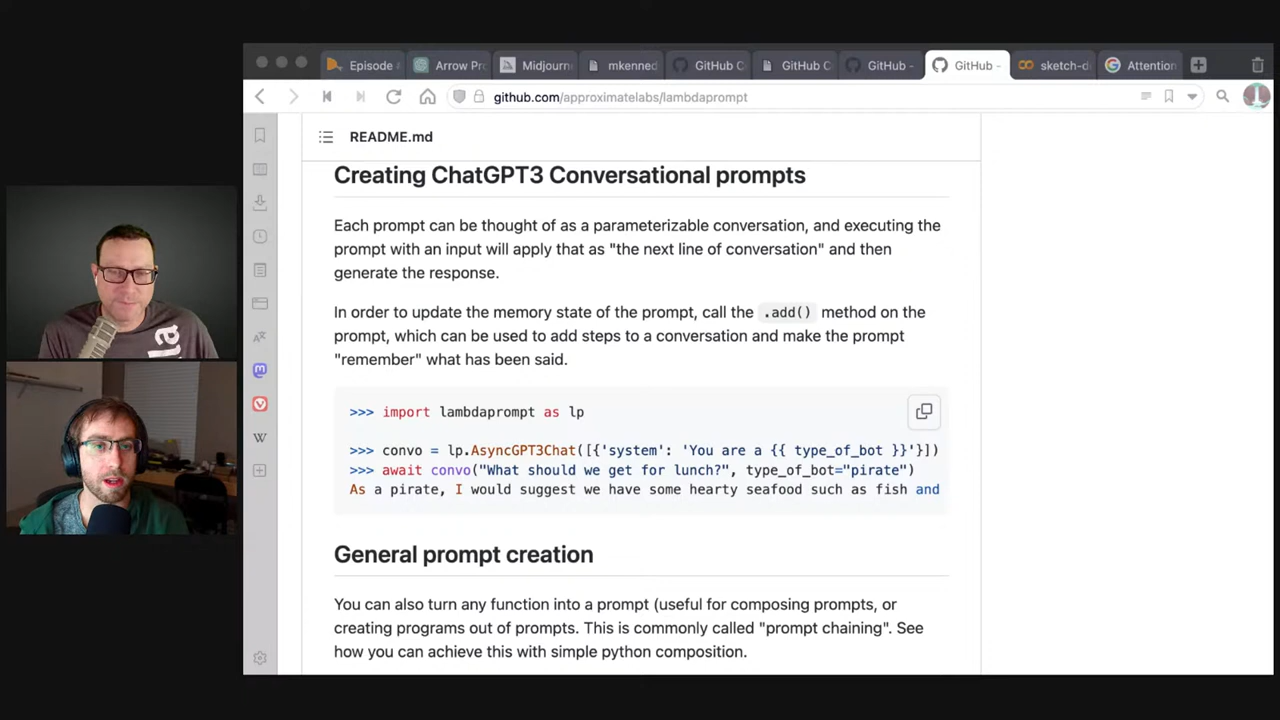 Episode
Arrow Pr
Midjourn
mkenned
GitHub C
GitHub C
GitHub -
GitHub -
sketch-d
Attention
github.com/approximatelabs/lambdaprompt
README.md
Creating ChatGPT3 Conversational prompts
Each prompt can be thought of as a parameterizable conversation, and executing the
prompt with an input will apply that as "the next line of conversation" and then
generate the response.
In order to update the memory state of the prompt, call the .add() method on the
prompt, which can be used to add steps to a conversation and make the prompt
"remember" what has been said.
>>> import lambdaprompt as lp
>>> convo = lp.AsyncGPT3Chat([{'system': 'You are a {{ type_of_bot }}'}])
>>> await convo("What should we get for lunch?", type_of_bot="pirate")
As a pirate, I would suggest we have some hearty seafood such as fish and
General prompt creation
You can also turn any function into a prompt (useful for composing prompts, or
creating programs out of prompts. This is commonly called "prompt chaining". See
how you can achieve this with simple python composition.
la
W